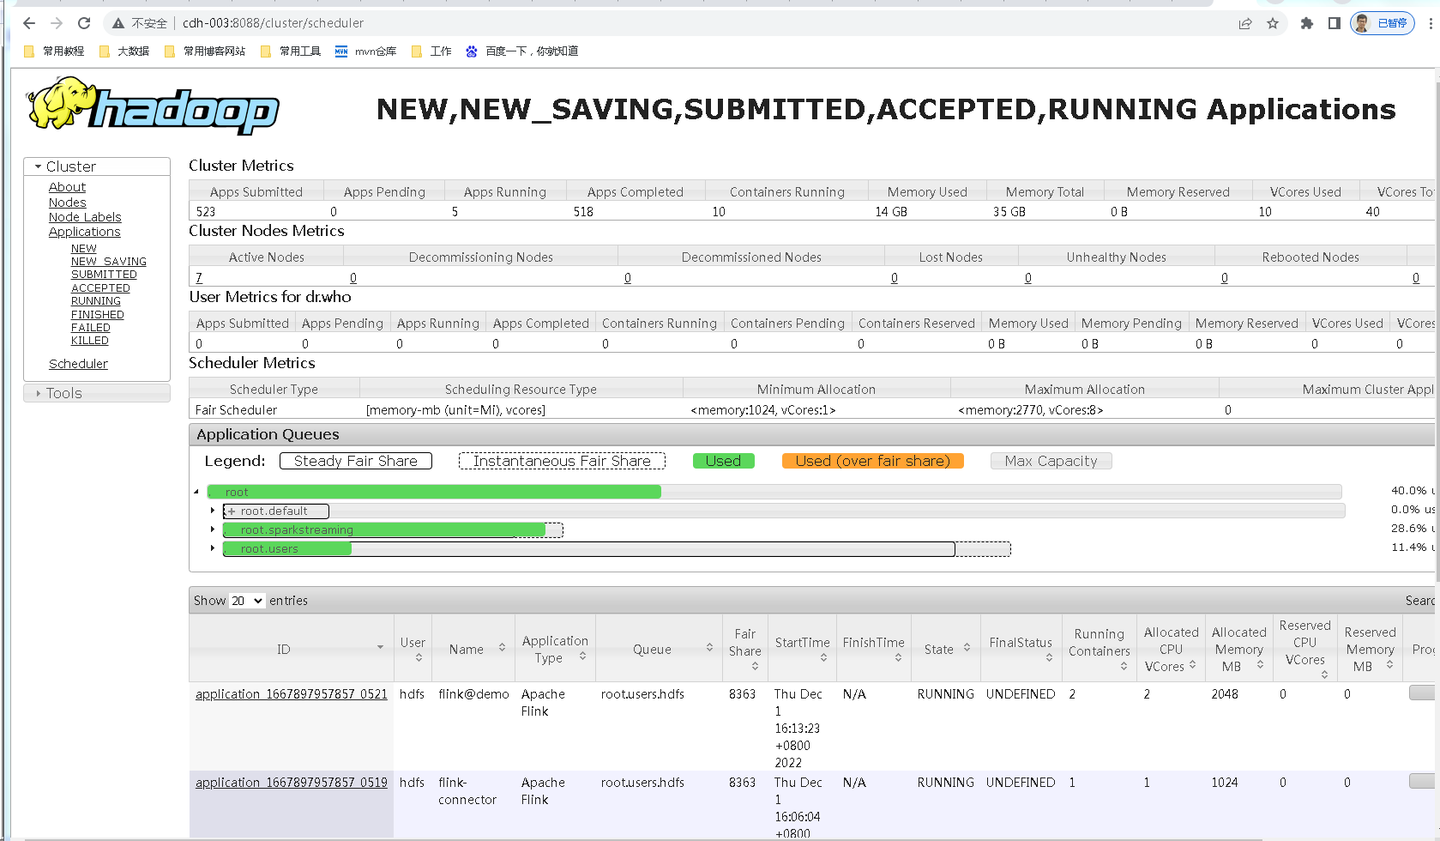 不安全 cdh-003:8088/cluster/scheduler 已暂停
常用教程 大数据 常用博客网站 常用工具 MVN mvn仓库 工作 百度一下，你就知道
hadoop
NEW,NEW_SAVING,SUBMITTED,ACCEPTED,RUNNING Applications
Cluster
About
Nodes
Node Labels
Applications
NEW
NEW_SAVING
SUBMITTED
ACCEPTED
RUNNING
FINISHED
FAILED
KILLED
Scheduler
Tools
Cluster Metrics
Apps Submitted Apps Pending Apps Running Apps Completed Containers Running Memory Used Memory Total Memory Reserved VCores Used VCores To
523 0 5 518 10 14 GB 35 GB 0 B 10 40
Cluster Nodes Metrics
Active Nodes Decommissioning Nodes Decommissioned Nodes Lost Nodes Unhealthy Nodes Rebooted Nodes
7 0 0 0 0 0 0
User Metrics for dr.who
Apps Submitted Apps Pending Apps Running Apps Completed Containers Running Containers Pending Containers Reserved Memory Used Memory Pending Memory Reserved VCores Used VCores
0 0 0 0 0 0 0 0 B 0 B 0 B 0 0
Scheduler Metrics
Scheduler Type Scheduling Resource Type Minimum Allocation Maximum Allocation Maximum Cluster Appl
Fair Scheduler [memory-mb (unit=Mi), vcores] <memory:1024, vCores:1> <memory:2770, vCores:8> 0
Application Queues
Legend: Steady Fair Share Instantaneous Fair Share Used Used (over fair share) Max Capacity
root 40.0% u
+ root.default 0.0% us
root.sparkstreaming 28.6% u
root.users 11.4% u
Show 20 entries Searc
ID User Name Application Type Queue Fair Share StartTime FinishTime State FinalStatus Running Containers Allocated CPU VCores Allocated Memory MB Reserved CPU VCores Reserved Memory MB Prog
application_1667897957857_0521 hdfs flink@demo Apache root.users.hdfs 8363 Thu Dec N/A RUNNING UNDEFINED 2 2 2048 0 0
Flink 1
16:13:23
+0800
2022
application_1667897957857_0519 hdfs flink- Apache root.users.hdfs 8363 Thu Dec N/A RUNNING UNDEFINED 1 1 1024 0 0
connector Flink 1
16:06:04
+0800